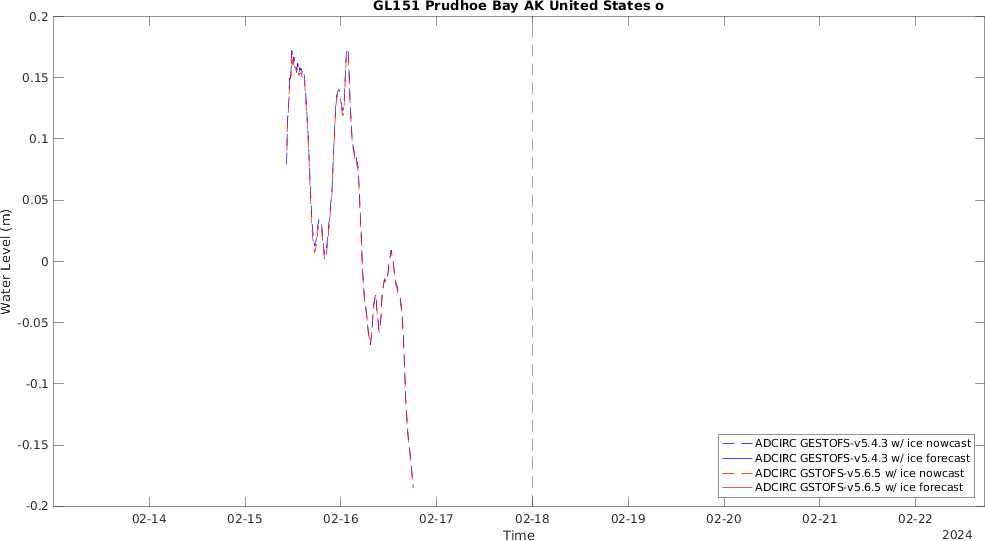 GL151 Prudhoe Bay AK United States o
0.2
0.15
0.1
0.05
0
-0.05
-0.1
-0.15
-0.2
Water Level (m)
02-14 02-15 02-16 02-17 02-18 02-19 02-20 02-21 02-22
Time
2024
ADCIRC GESTOFS-v5.4.3 w/ ice nowcast
ADCIRC GESTOFS-v5.4.3 w/ ice forecast
ADCIRC GSTOFS-v5.6.5 w/ ice nowcast
ADCIRC GSTOFS-v5.6.5 w/ ice forecast